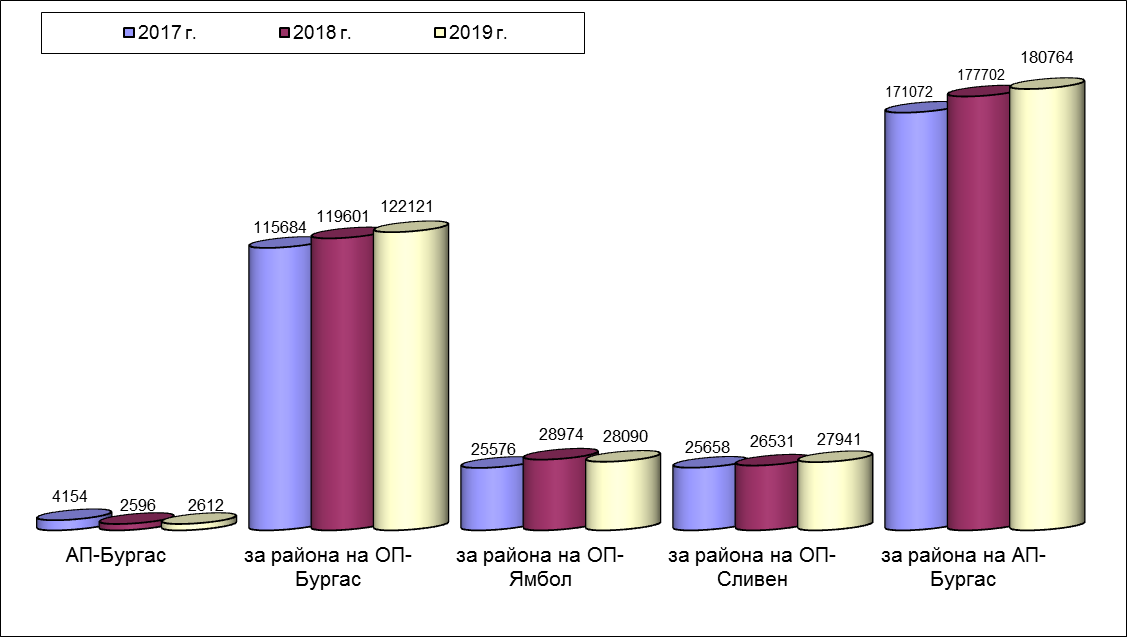 2017 г. 2018 г. 2019 г.
4154 2596 2612
115684 119601 122121
25576 28974 28090
25658 26531 27941
171072 177702 180764
АП-Бургас
за района на ОП-
Бургас
за района на ОП-
Ямбол
за района на ОП-
Сливен
за района на АП-
Бургас